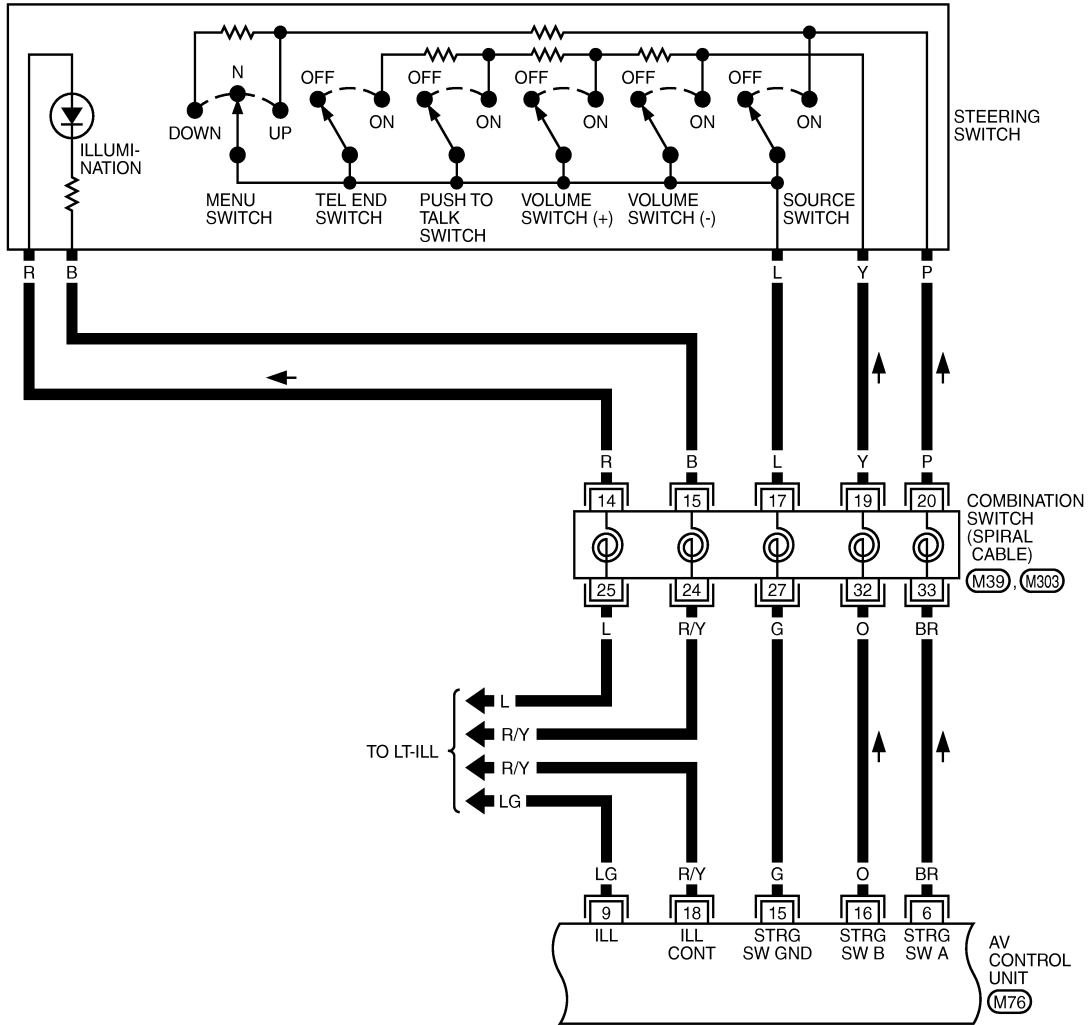 N
OFF OFF OFF OFF OFF
DOWN UP ON ON ON ON ON
STEERING
SWITCH
ILLUMI-
NATION
MENU
SWITCH
TEL END
SWITCH
PUSH TO
TALK
SWITCH
VOLUME
SWITCH (+)
VOLUME
SWITCH (-)
SOURCE
SWITCH
R B L Y P
R B L Y P
14 15 17 19 20
COMBINATION
SWITCH
(SPIRAL
CABLE)
M39 , M303
25 24 27 32 33
L R/Y G O BR
L
R/Y
TO LT-ILL
R/Y
LG
LG R/Y G O BR
9 18 15 16 6
ILL
ILL
CONT
STRG
SW GND
STRG
SW B
STRG
SW A
AV
CONTROL
UNIT
M76